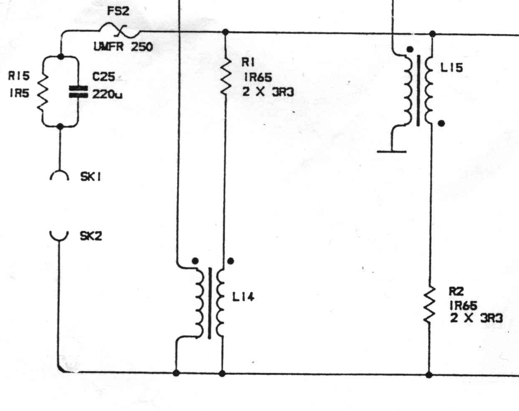 FS2
UMFR 250
R15
1R5
C25
220u
R1
1R65
2 X 3R3
L15
SK1
SK2
L14
R2
1R65
2 X 3R3